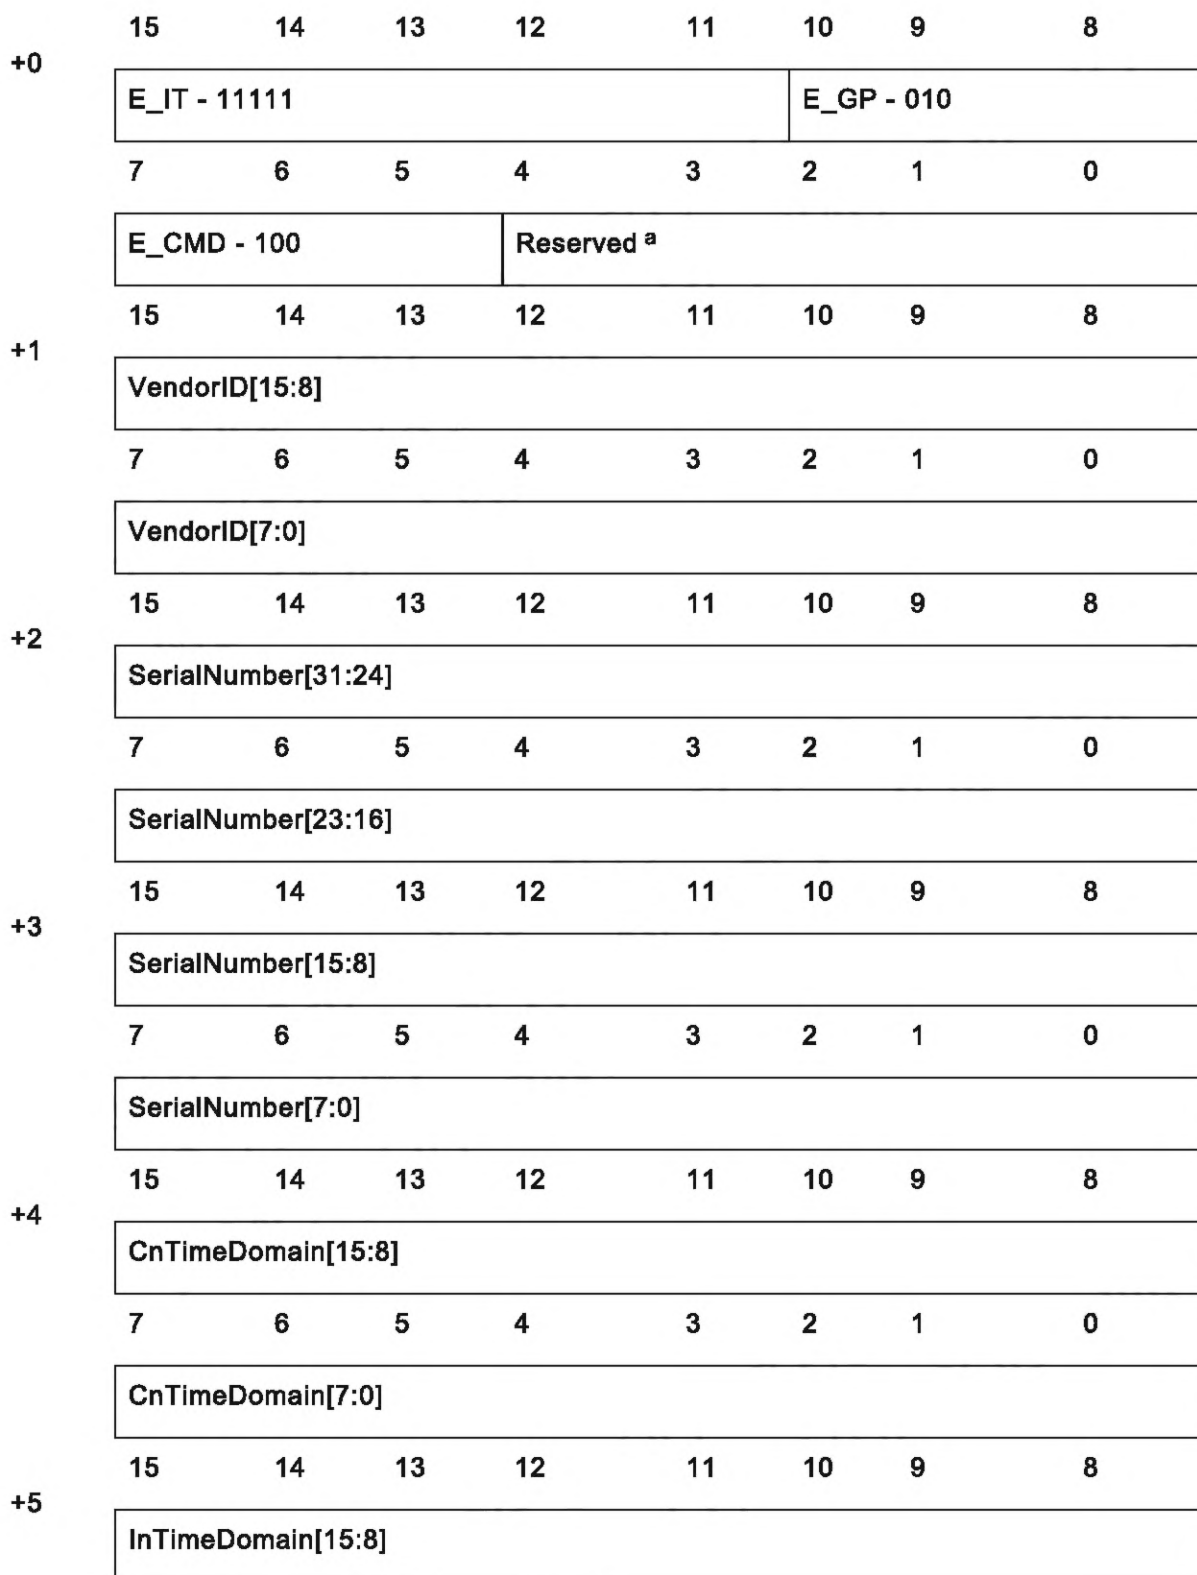 15 14 13 12 11 10 9 8
+0
E_IT - 11111 E_GP - 010
7 6 5 4 3 2 1 0
E_CMD - 100 Reserved a
15 14 13 12 11 10 9 8
+1
VendorID[15:8]
7 6 5 4 3 2 1 0
VendorID[7:0]
15 14 13 12 11 10 9 8
+2
SerialNumber[31:24]
7 6 5 4 3 2 1 0
SerialNumber[23:16]
15 14 13 12 11 10 9 8
+3
SerialNumber[15:8]
7 6 5 4 3 2 1 0
SerialNumber[7:0]
15 14 13 12 11 10 9 8
+4
CnTimeDomain[15:8]
7 6 5 4 3 2 1 0
CnTimeDomain[7:0]
15 14 13 12 11 10 9 8
+5
InTimeDomain[15:8]